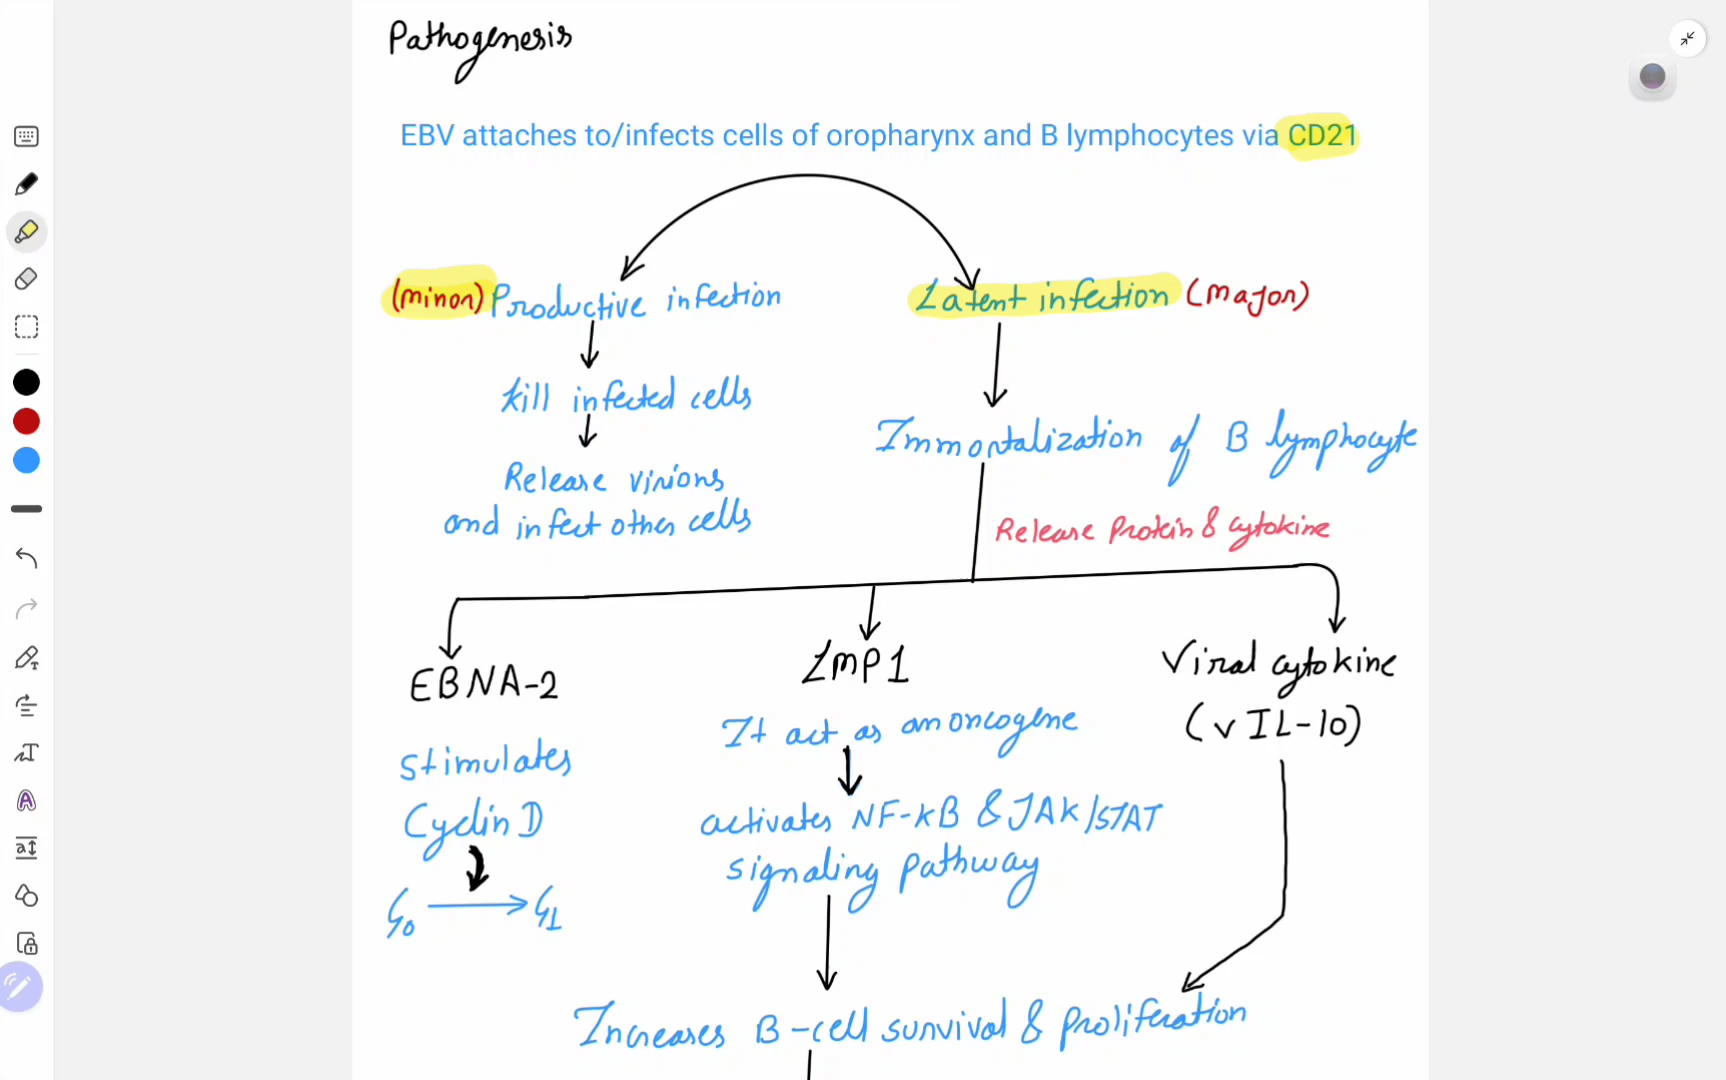 Pathogenesis
EBV attaches to/infects cells of oropharynx and B lymphocytes via CD21
(minor) Productive infection
Latent infection (major)
Kill infected cells
Release virions
and infect other cells
Immortalization of B lymphocyte
Release Protein & cytokine
EBNA-2
Stimulates
Cyclin D
G0 → G1
LMP1
It act as an oncogene
activates NF-KB & JAK/STAT
signaling pathway
Viral cytokine
(vIL-10)
Increases B-cell survival & proliferation